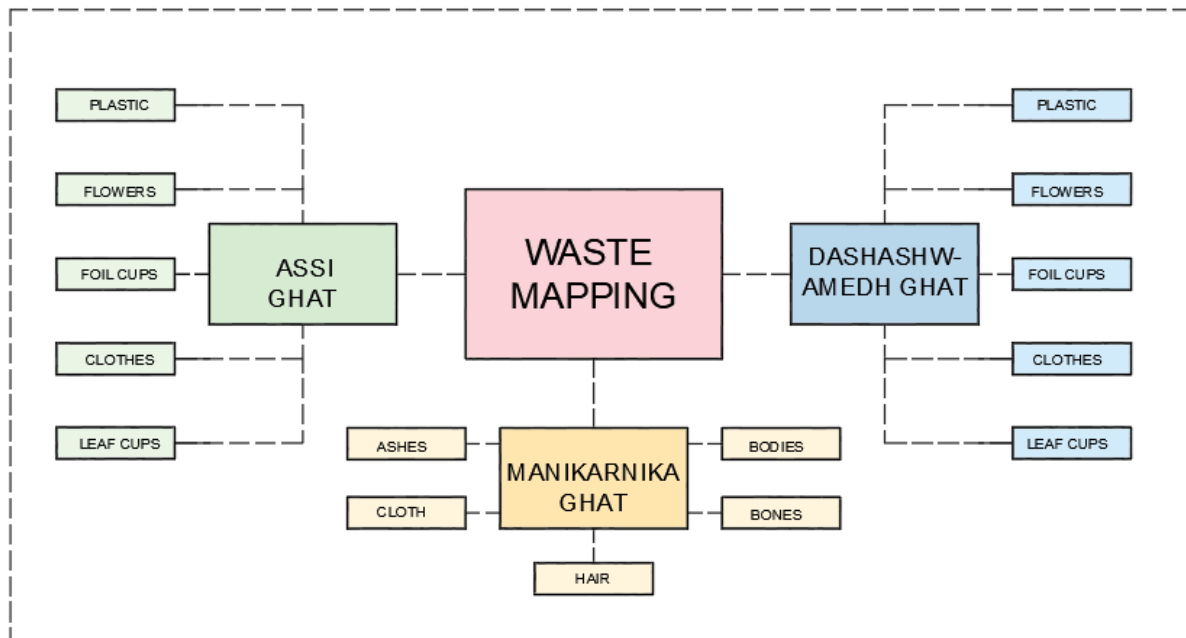 PLASTIC
FLOWERS
FOIL CUPS
CLOTHES
LEAF CUPS
ASSI
GHAT
WASTE
MAPPING
DASHASHW-
AMEDH GHAT
PLASTIC
FLOWERS
FOIL CUPS
CLOTHES
LEAF CUPS
ASHES
CLOTH
MANIKARNIKA
GHAT
BODIES
BONES
HAIR